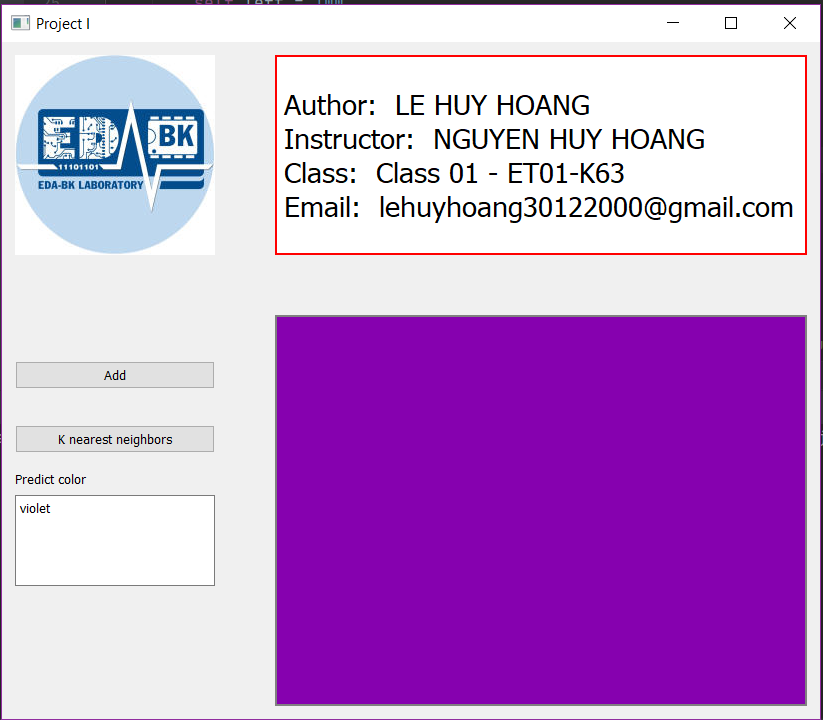 Project I
EDA BK
11101101
EDA-BK LABORATORY
Author: LE HUY HOANG
Instructor: NGUYEN HUY HOANG
Class: Class 01 - ET01-K63
Email: lehuyhoang30122000@gmail.com
Add
K nearest neighbors
Predict color
violet